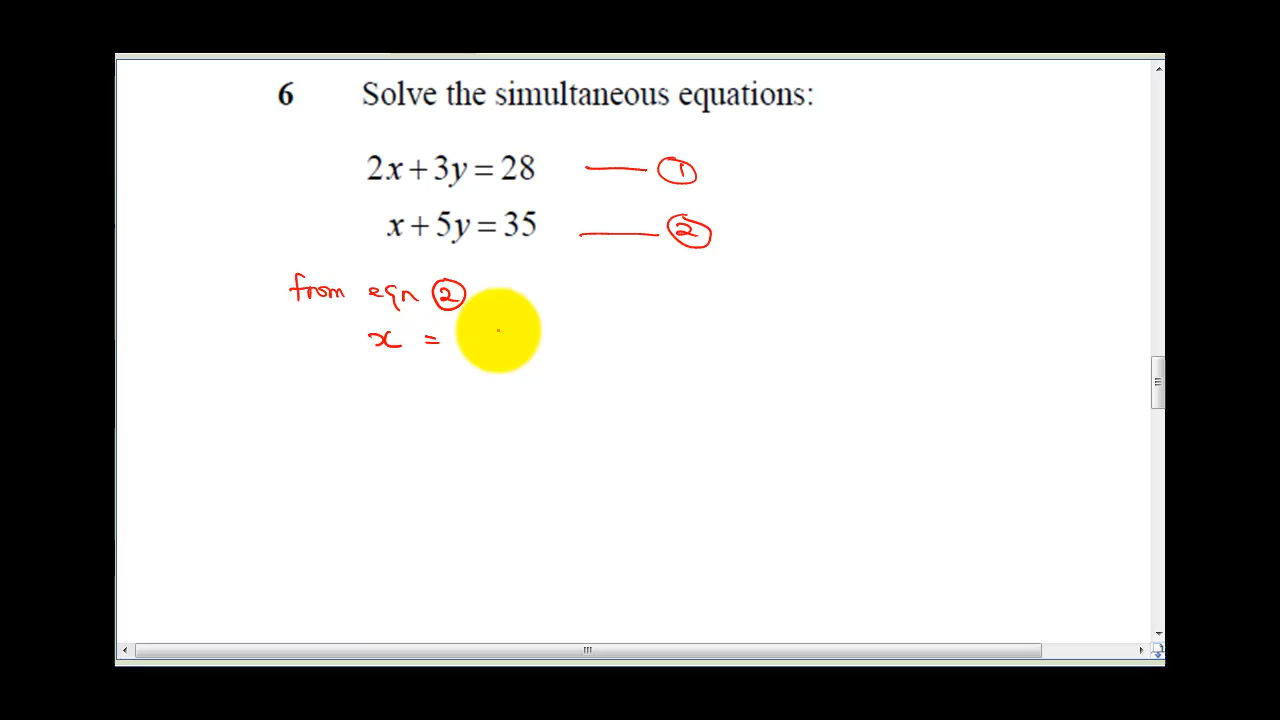 6 Solve the simultaneous equations:
2x + 3y = 28 —— ①
x + 5y = 35 —— ②
from eqn ②
x =